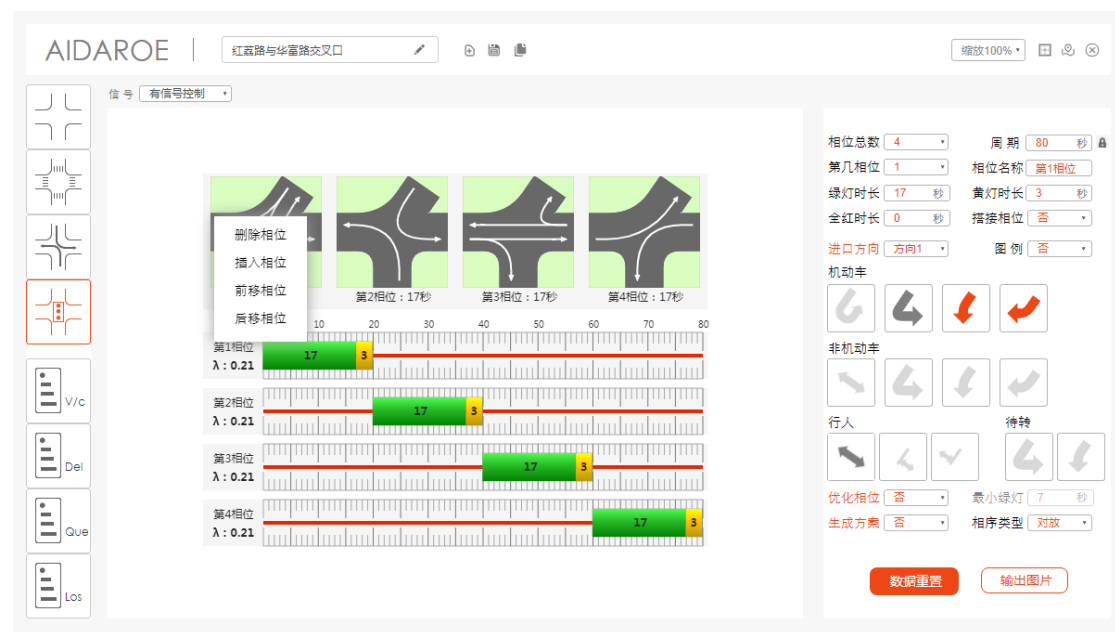 AIDAROE
红荔路与华富路交叉口
缩放100%
信 号 有信号控制
相位总数 4 周 期 80 秒
第几相位 1 相位名称 第1相位
绿灯时长 17 秒 黄灯时长 3 秒
全红时长 0 秒 搭接相位 否
进口方向 方向1 图 例 否
机动车
非机动车
行人 待转
优化相位 否 最小绿灯 7 秒
生成方案 否 相序类型 对放
数据重置 输出图片
删除相位
插入相位
前移相位
后移相位
第2相位：17秒 第3相位：17秒 第4相位：17秒
10 20 30 40 50 60 70 80
第1相位
λ：0.21
17 3
第2相位
λ：0.21
17 3
第3相位
λ：0.21
17 3
第4相位
λ：0.21
17 3
V/c
Del
Que
Los